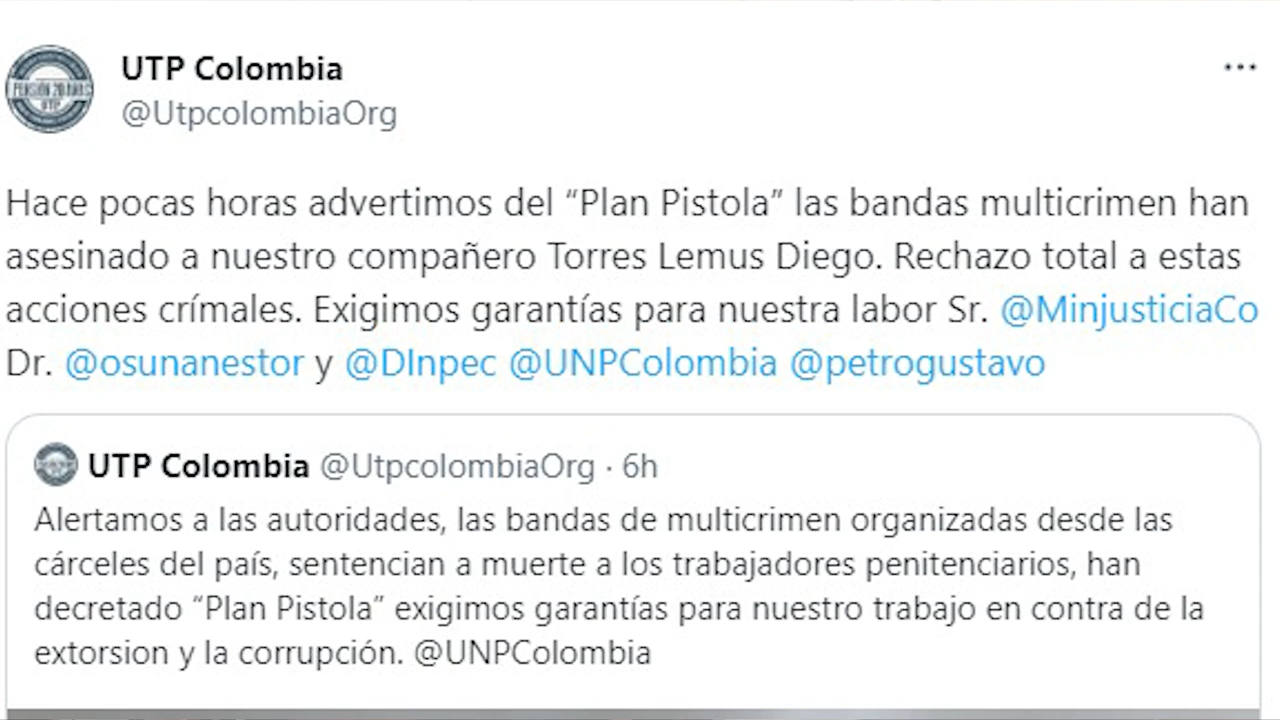 UTP Colombia
@UtpcolombiaOrg
Hace pocas horas advertimos del “Plan Pistola” las bandas multicrimen han
asesinado a nuestro compañero Torres Lemus Diego. Rechazo total a estas
acciones crímales. Exigimos garantías para nuestra labor Sr. @MinjusticiaCo
Dr. @osunanestor y @DInpec @UNPColombia @petrogustavo
UTP Colombia @UtpcolombiaOrg · 6h
Alertamos a las autoridades, las bandas de multicrimen organizadas desde las
cárceles del país, sentencian a muerte a los trabajadores penitenciarios, han
decretado “Plan Pistola” exigimos garantías para nuestro trabajo en contra de la
extorsion y la corrupción. @UNPColombia